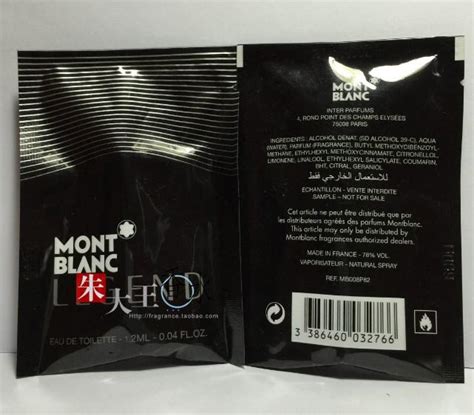 MONT
BLANC
LEGEND
朱大王
http://fragrance.taobao.com
EAU DE TOILETTE - 1.2ML - 0.04 FL.OZ.
MONT
BLANC
INTER PARFUMS
4, ROND POINT DES CHAMPS ELYSÉES
75008 PARIS
INGREDIENTS : ALCOHOL DENAT. (SD ALCOHOL 39-C), AQUA
(WATER), PARFUM (FRAGRANCE), BUTYL METHOXYDIBENZOYL-
METHANE, ETHYLHEXYL METHOXYCINNAMATE, CITRONELLOL,
LIMONENE, LINALOOL, ETHYLHEXYL SALICYLATE, COUMARIN,
BHT, CITRAL, GERANIOL
للاستعمال الخارجي فقط
ECHANTILLON - VENTE INTERDITE
SAMPLE - NOT FOR SALE
Cet article ne peut être distribué que par
les agréés distributeurs des parfums Montblanc.
This article may only be distributed by
Montblanc fragrances authorized dealers.
MADE IN FRANCE - 78% VOL.
VAPORISATEUR - NATURAL SPRAY
REF. MB008P82
3 386460 032766